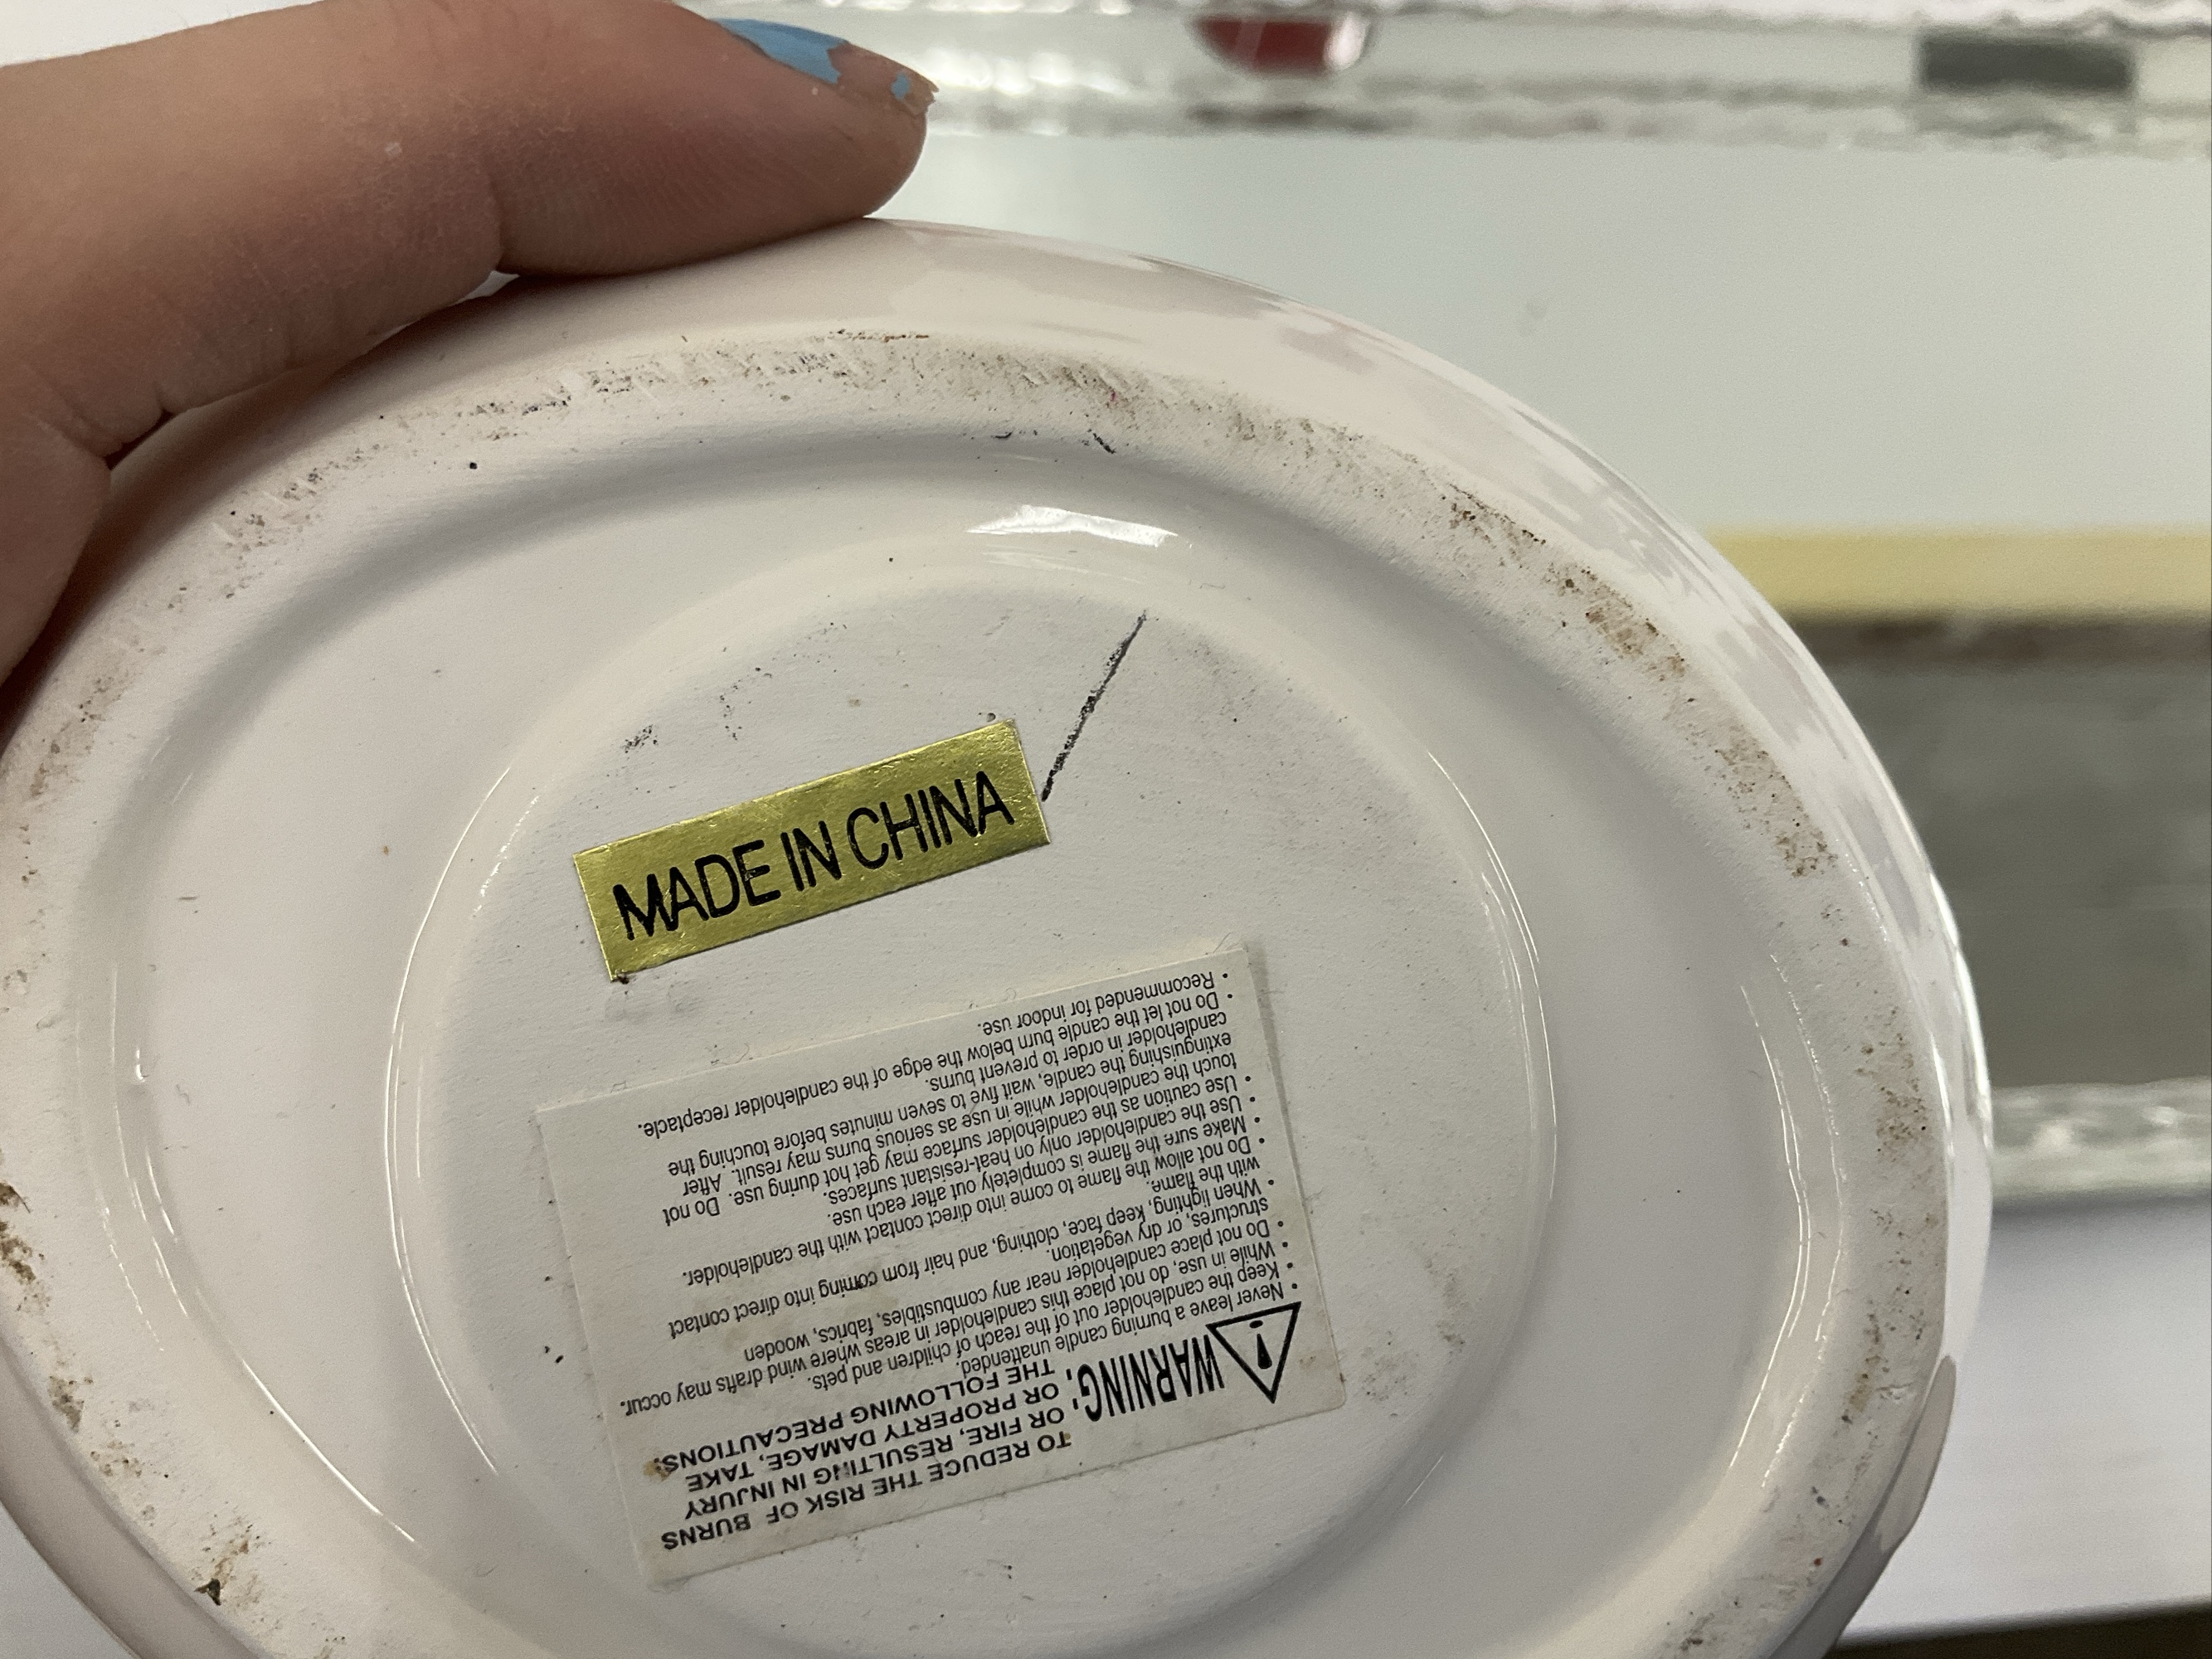 MADE IN CHINA
WARNING:
TO REDUCE THE RISK OF BURNS
OR FIRE, RESULTING IN INJURY
OR PROPERTY DAMAGE, TAKE
THE FOLLOWING PRECAUTIONS:
• Never leave a burning candle unattended.
• Keep the candleholder out of the reach of children and pets.
• While in use, do not place this candleholder in areas where wind drafts may occur.
• Do not place candleholder near any combustibles, fabrics, wooden
structures, or dry vegetation.
• When lighting, keep face, clothing, and hair from coming into direct contact
with the flame.
• Do not allow the flame to come into direct contact with the candleholder.
• Make sure the flame is completely out after each use.
• Use the candleholder only on heat-resistant surfaces.
• Use caution as the candleholder surface may get hot during use. Do not
touch the candleholder while in use as serious burns may result. After
extinguishing the candle, wait five to seven minutes before touching the
candleholder in order to prevent burns.
• Do not let the candle burn below the edge of the candleholder receptacle.
• Recommended for indoor use.